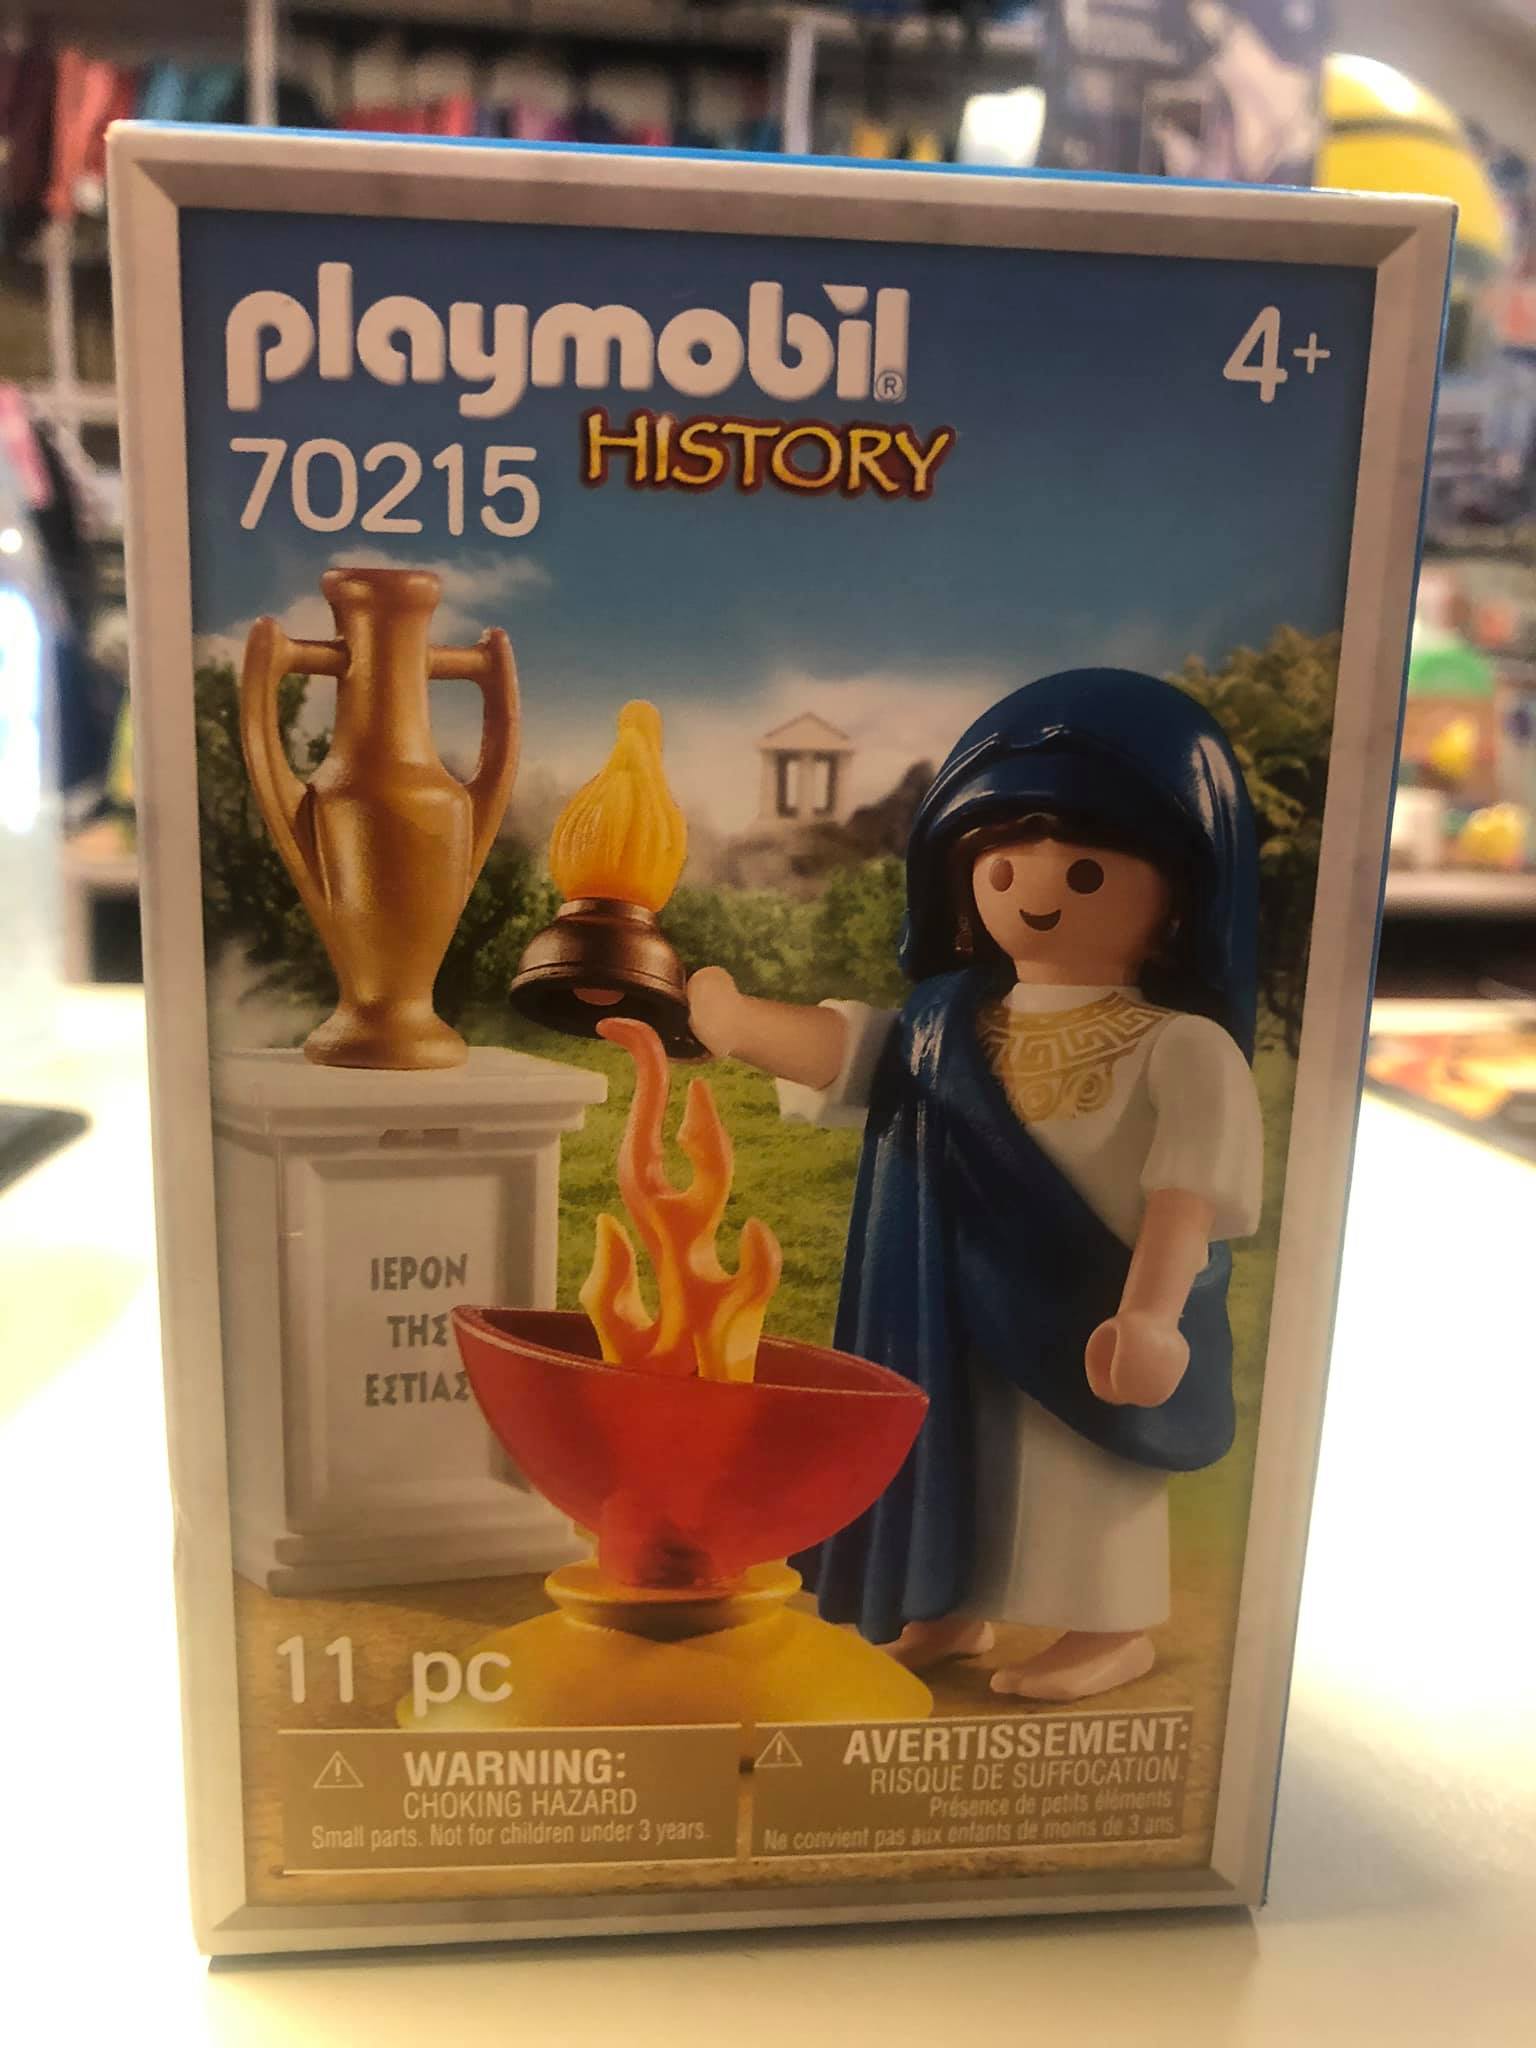 playmobil®
HISTORY
4+
70215
ΙΕΡΟΝ
ΤΗΣ
ΕΣΤΙΑΣ
11 pc
WARNING:
CHOKING HAZARD
Small parts. Not for children under 3 years.
AVERTISSEMENT:
RISQUE DE SUFFOCATION.
Présence de petits éléments.
Ne convient pas aux enfants de moins de 3 ans.